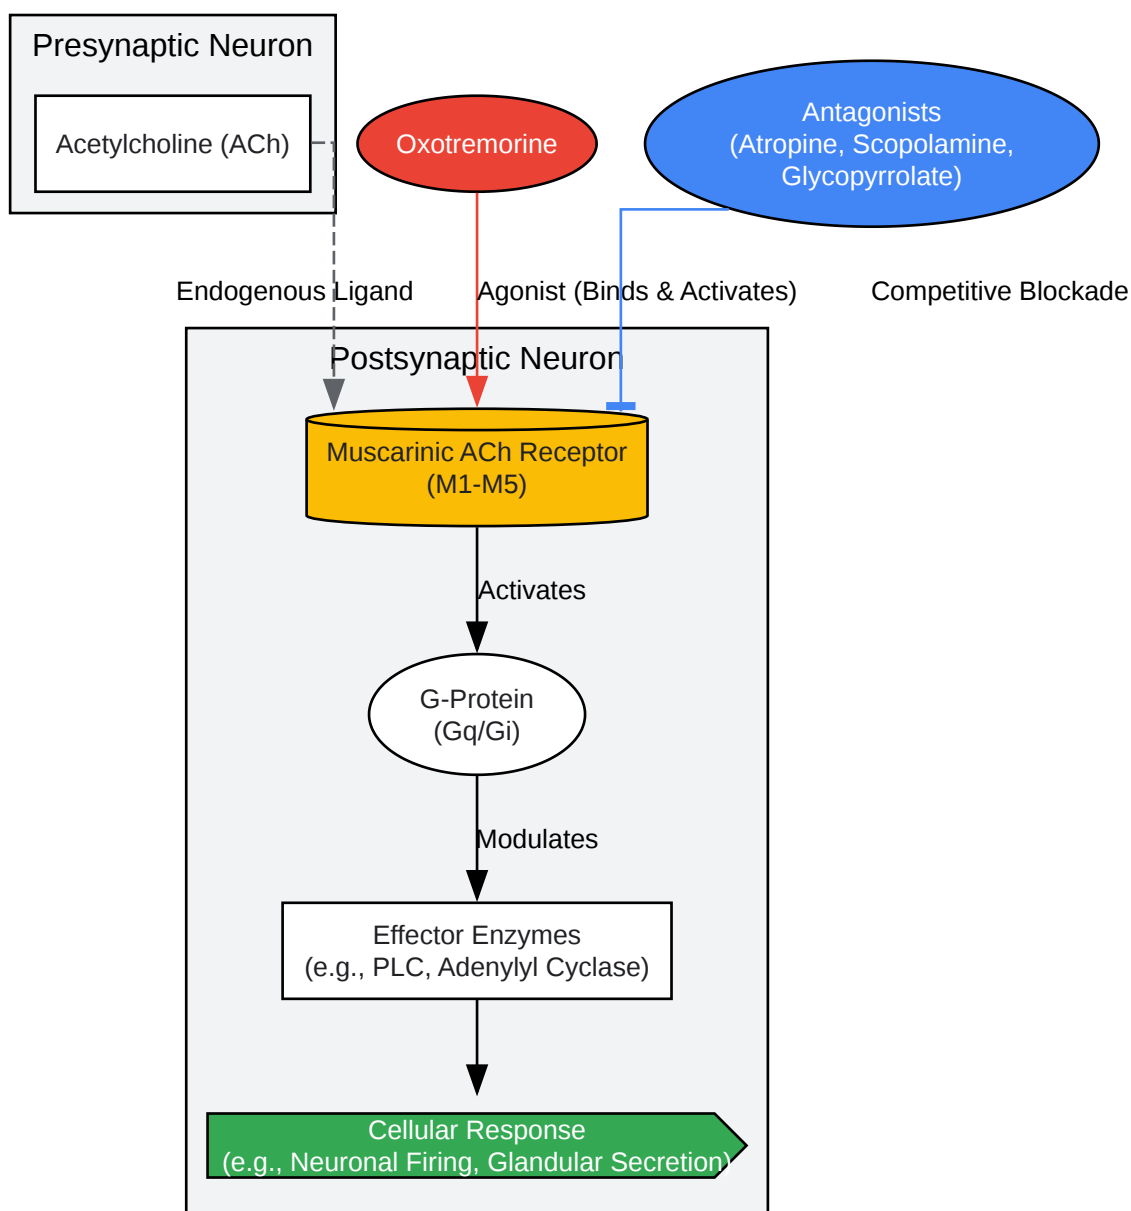 Presynaptic Neuron
Acetylcholine (ACh)
Oxotremorine
Antagonists
(Atropine, Scopolamine,
Glycopyrrolate)
Endogenous Ligand
Agonist (Binds & Activates)
Competitive Blockade
Postsynaptic Neuron
Muscarinic ACh Receptor
(M1-M5)
Activates
G-Protein
(Gq/Gi)
Modulates
Effector Enzymes
(e.g., PLC, Adenylyl Cyclase)
Cellular Response
(e.g., Neuronal Firing, Glandular Secretion)